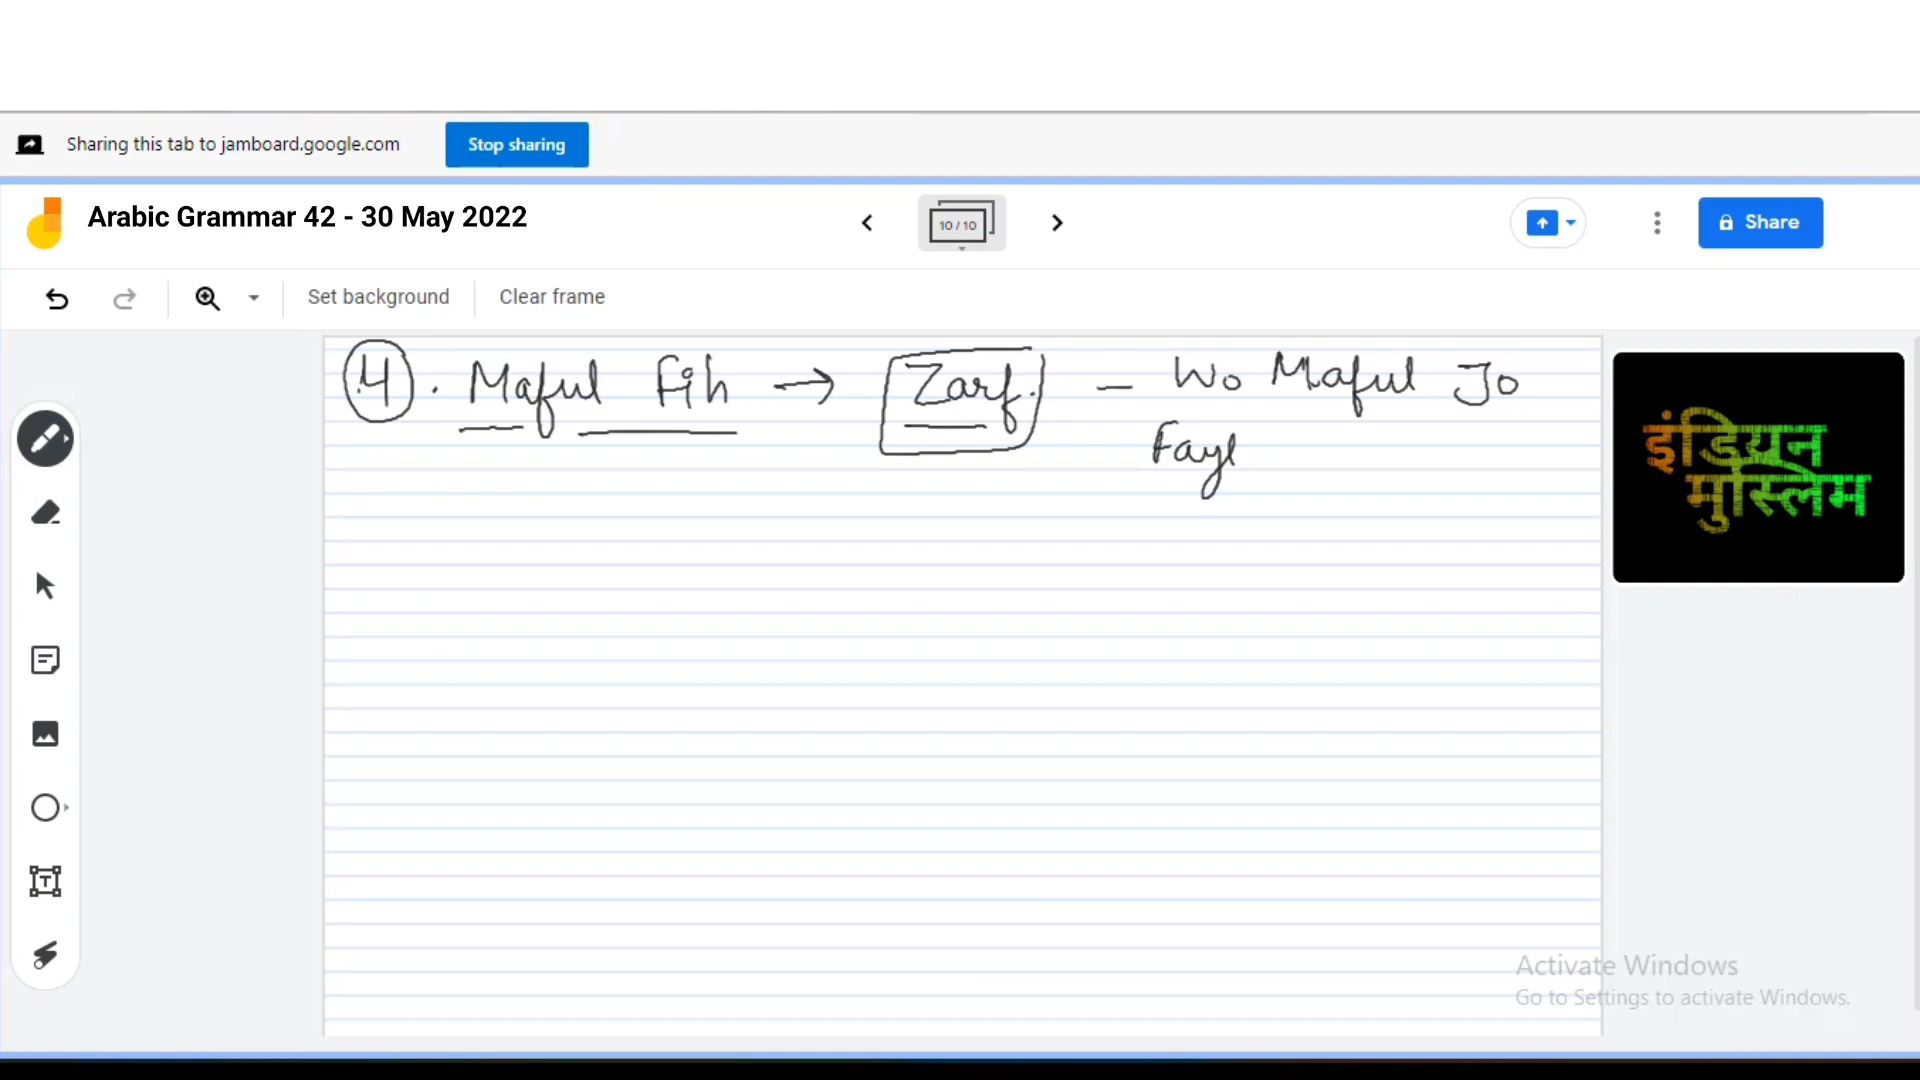 Sharing this tab to jamboard.google.com Stop sharing
Arabic Grammar 42 - 30 May 2022 10 / 10 Share
Set background Clear frame
4. Maful Fih → Zarf. - Wo Maful Jo
Faye
इंडियन
मुस्लिम
Activate Windows
Go to Settings to activate Windows.